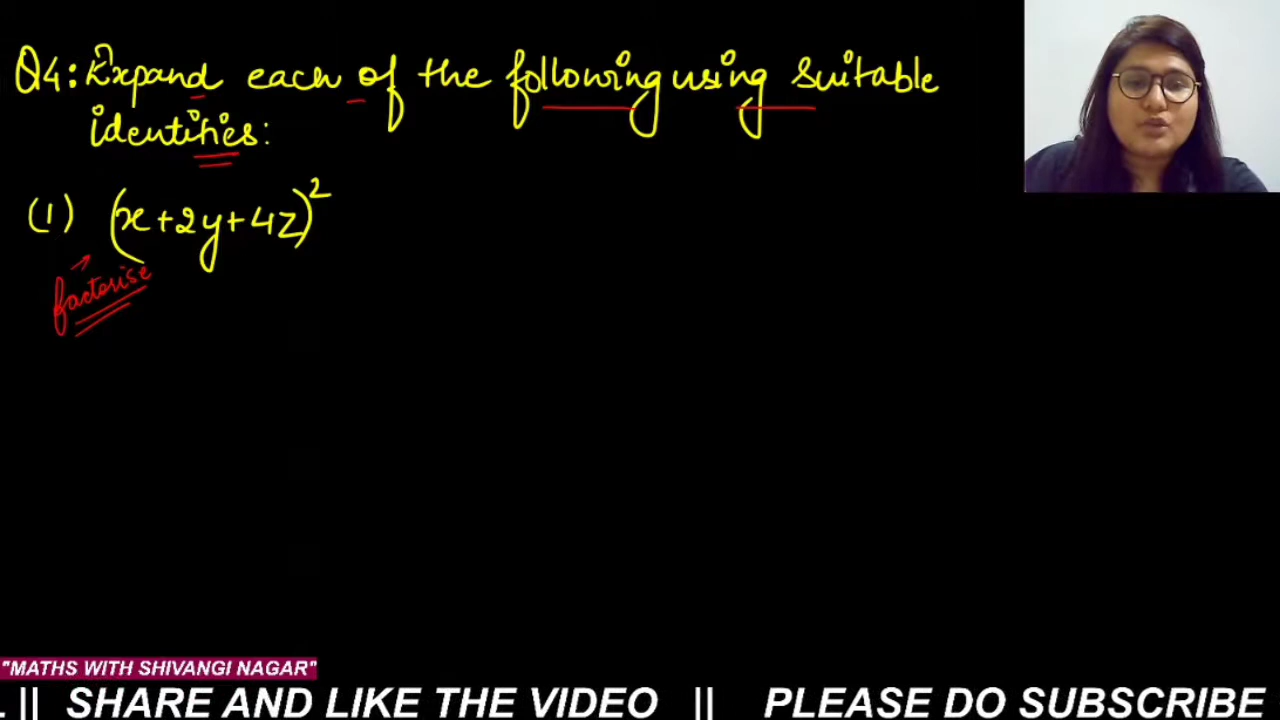 Q4: Expand each of the following using suitable
identities:
(1) (x+2y+4z)²
factorise
"MATHS WITH SHIVANGI NAGAR"
|| SHARE AND LIKE THE VIDEO || PLEASE DO SUBSCRIBE